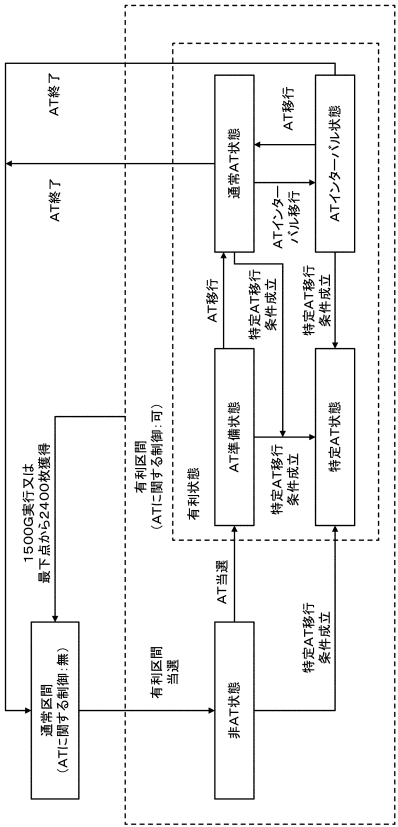 通常区間
(ATに関する制御:無)
1500G実行又は
最下点から2400枚獲得
AT終了
AT終了
有利区間
当選
有利区間
(ATに関する制御:可)
有利状態
非AT状態
AT当選
AT準備状態
AT移行
通常AT状態
特定AT移行
条件成立
特定AT移行
条件成立
ATインター
バル移行
AT移行
特定AT移行
条件成立
特定AT状態
特定AT移行
条件成立
ATインターバル状態